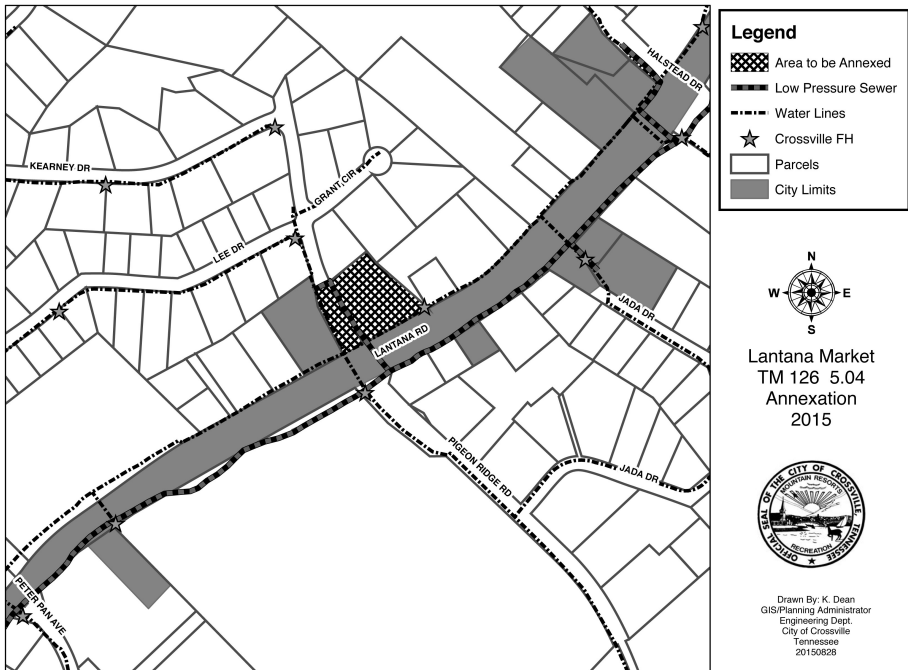 HALSTEAD DR
KEARNEY DR
GRANT CIR
LEE DR
JADA DR
LANTANA RD
PIGEON RIDGE RD
JADA DR
PETER PAN AVE
Legend
Area to be Annexed
Low Pressure Sewer
Water Lines
Crossville FH
Parcels
City Limits
N
W E
S
Lantana Market
TM 126 5.04
Annexation
2015
OFFICIAL SEAL OF THE CITY OF CROSSVILLE, TENNESSEE
MOUNTAIN RESORTS
RECREATION
Drawn By: K. Dean
GIS/Planning Administrator
Engineering Dept.
City of Crossville
Tennessee
20150828